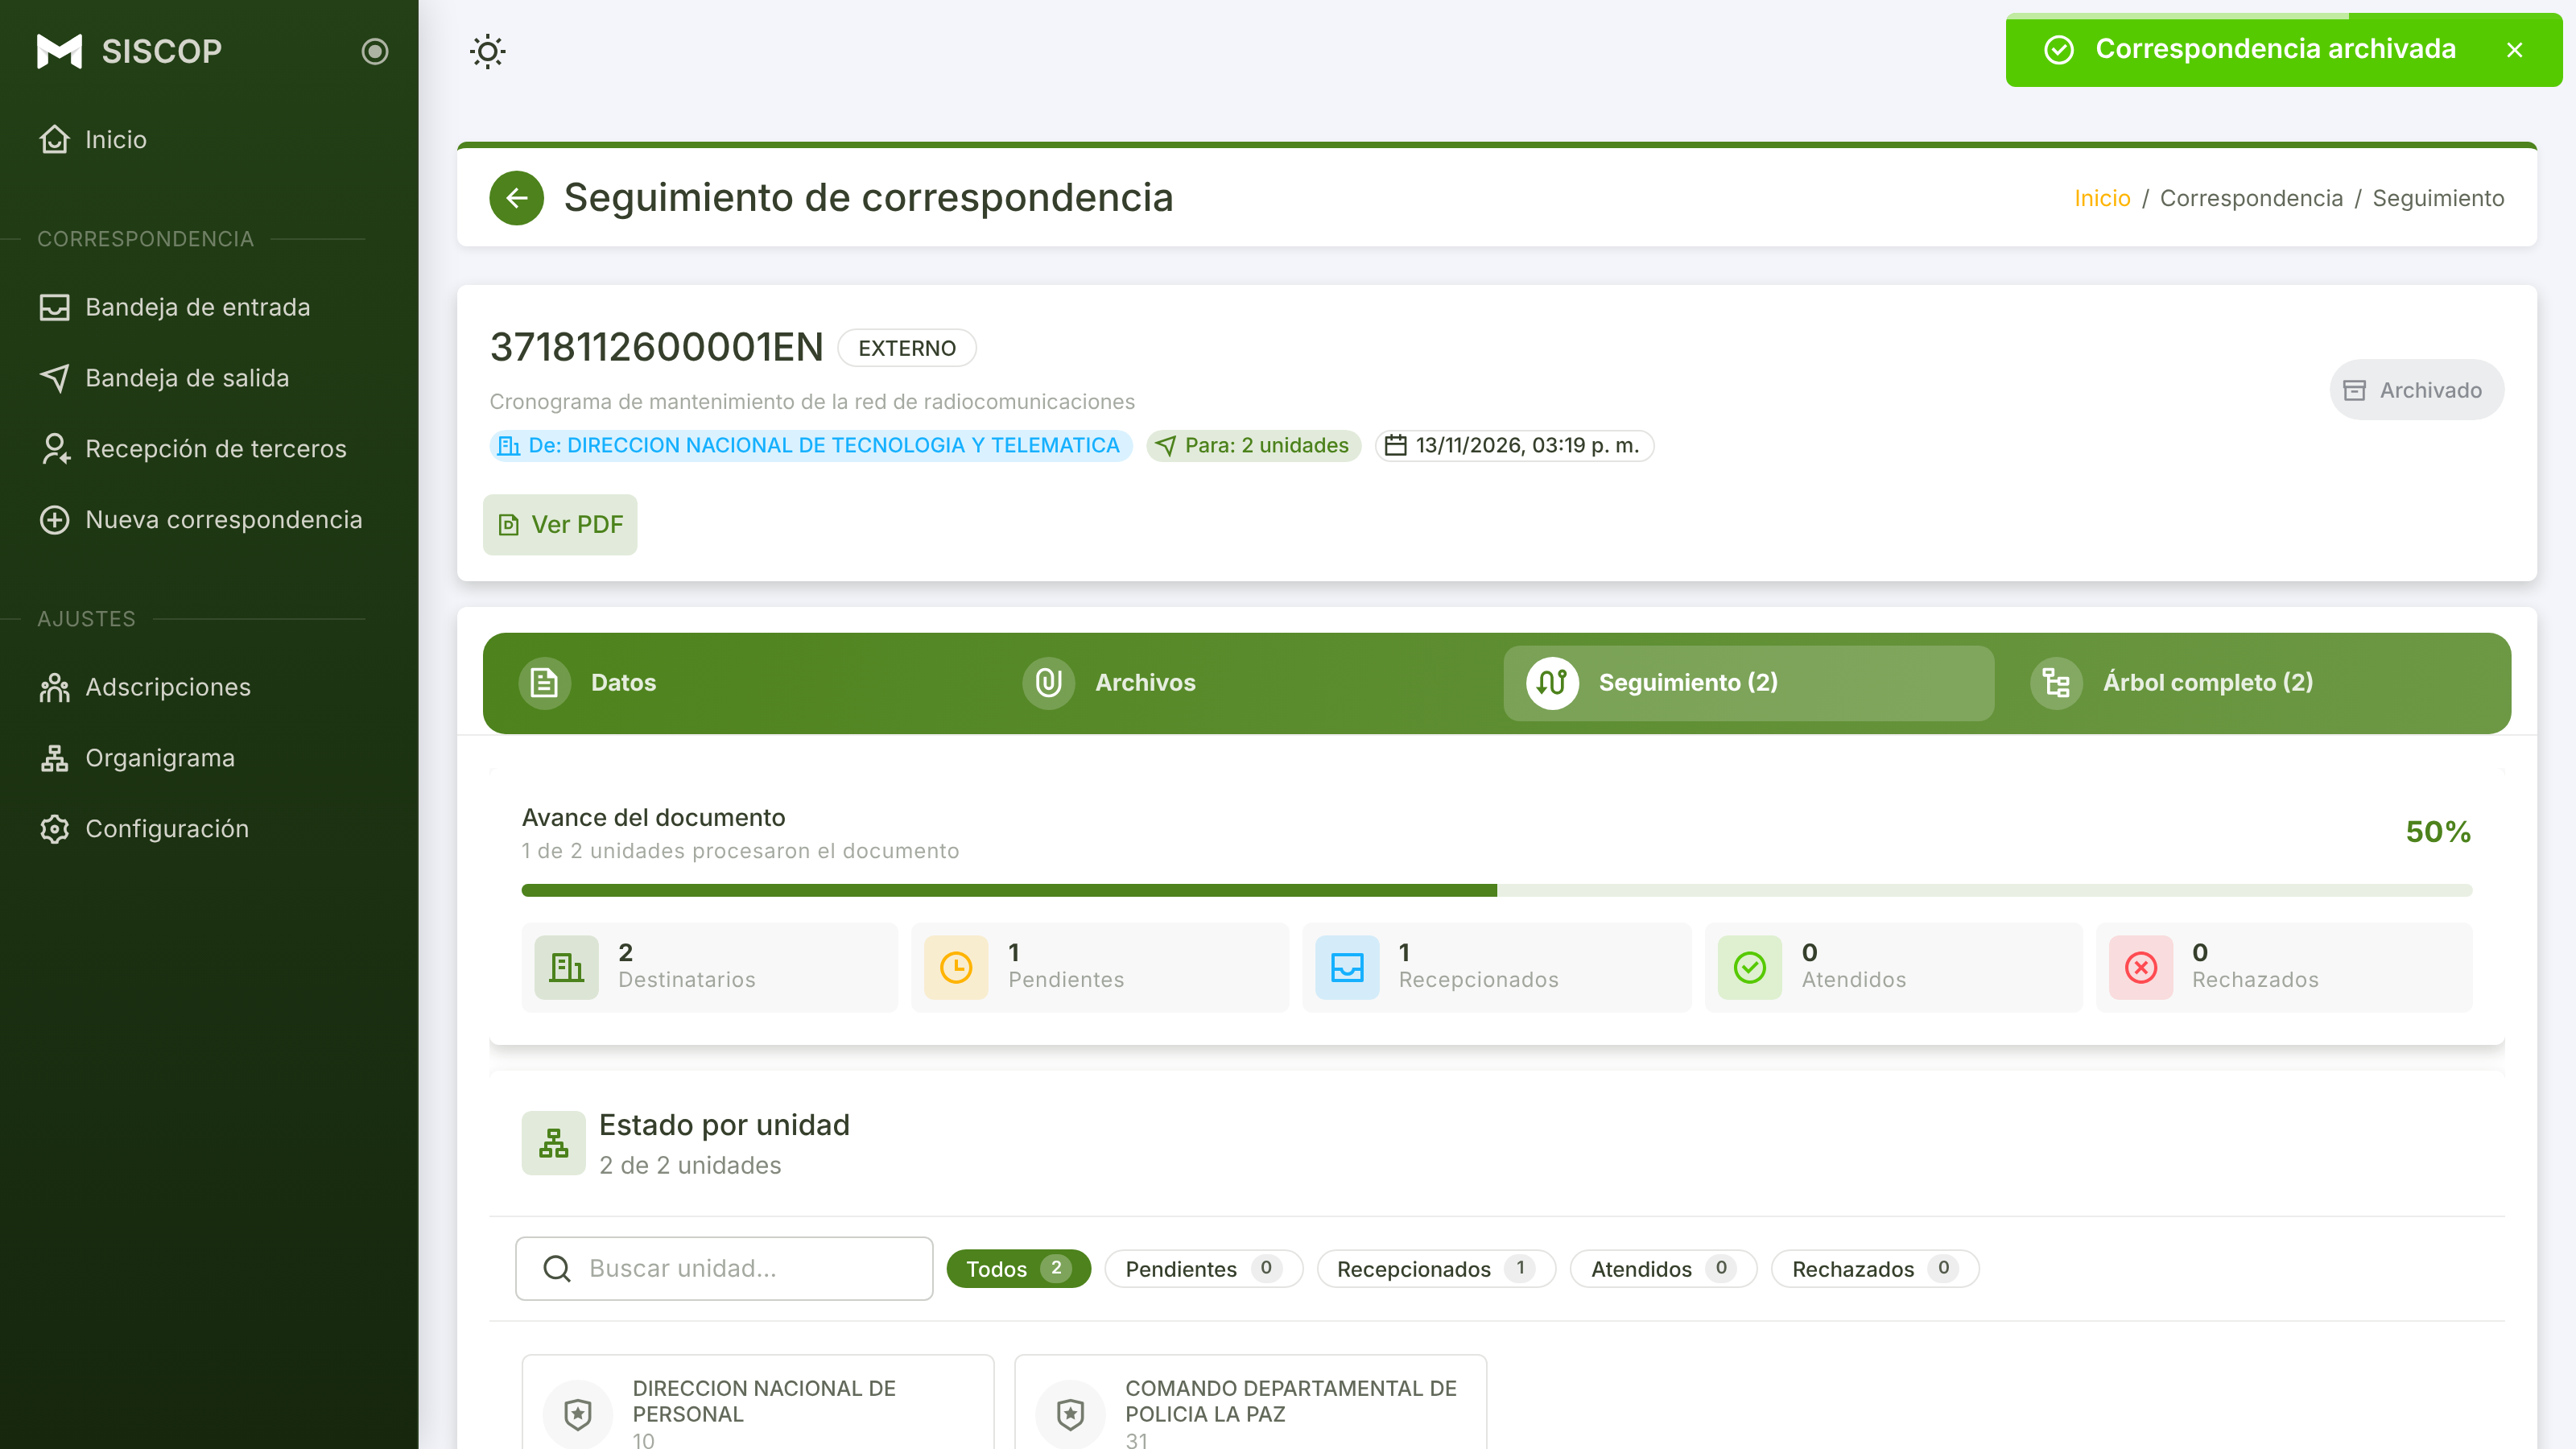 SISCOP
Inicio
CORRESPONDENCIA
Bandeja de entrada
Bandeja de salida
Recepción de terceros
Nueva correspondencia
AJUSTES
Adscripciones
Organigrama
Configuración
Correspondencia archivada
Seguimiento de correspondencia
Inicio / Correspondencia / Seguimiento
3718112600001EN EXTERNO
Cronograma de mantenimiento de la red de radiocomunicaciones
De: DIRECCION NACIONAL DE TECNOLOGIA Y TELEMATICA Para: 2 unidades 13/11/2026, 03:19 p. m.
Archivado
Ver PDF
Datos Archivos Seguimiento (2) Árbol completo (2)
Avance del documento
1 de 2 unidades procesaron el documento
50%
2
Destinatarios
1
Pendientes
1
Recepcionados
0
Atendidos
0
Rechazados
Estado por unidad
2 de 2 unidades
Buscar unidad... Todos 2 Pendientes 0 Recepcionados 1 Atendidos 0 Rechazados 0
DIRECCION NACIONAL DE
PERSONAL
10
COMANDO DEPARTAMENTAL DE
POLICIA LA PAZ
31